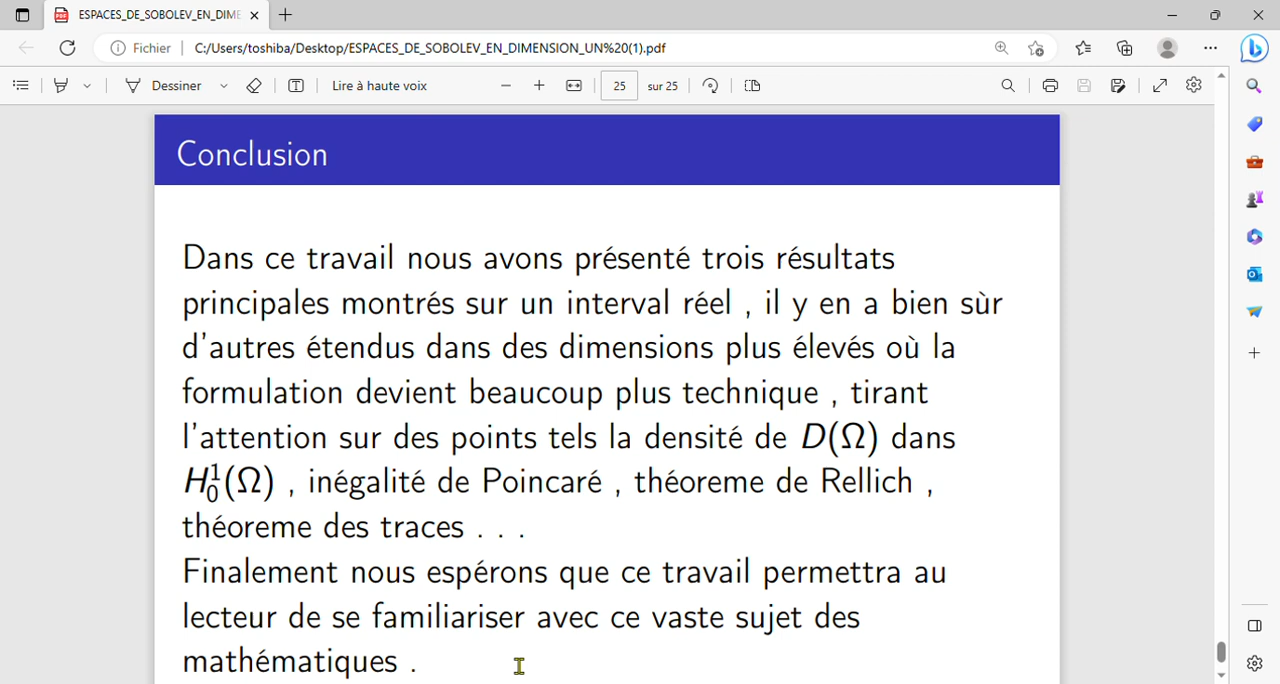 ESPACES_DE_SOBOLEV_EN_DIME
Fichier C:/Users/toshiba/Desktop/ESPACES_DE_SOBOLEV_EN_DIMENSION_UN%20(1).pdf
Dessiner Lire à haute voix 25 sur 25
Conclusion
Dans ce travail nous avons présenté trois résultats
principales montrés sur un interval réel , il y en a bien sùr
d'autres étendus dans des dimensions plus élevés où la
formulation devient beaucoup plus technique , tirant
l'attention sur des points tels la densité de D(Ω) dans
H₀¹(Ω) , inégalité de Poincaré , théoreme de Rellich ,
théoreme des traces . . .
Finalement nous espérons que ce travail permettra au
lecteur de se familiariser avec ce vaste sujet des
mathématiques .